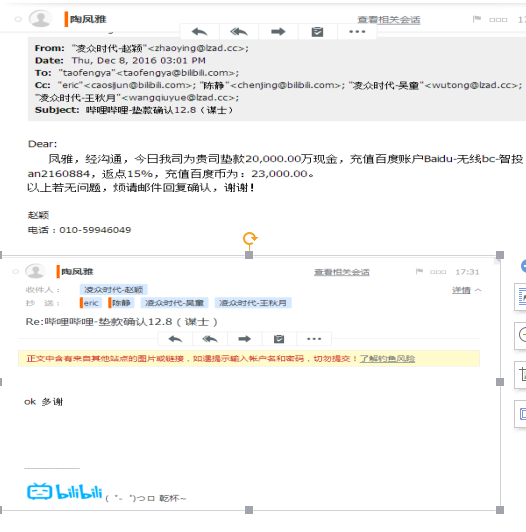 陶凤雅
查看相关会话
From: "凌众时代-赵颖"<zhaoying@lzad.cc>;
Date: Thu, Dec 8, 2016 03:01 PM
To: "taofengya"<taofengya@bilibili.com>;
Cc: "eric"<caosijun@bilibili.com>; "陈静"<chenjing@bilibili.com>; "凌众时代-吴童"<wutong@lzad.cc>;
"凌众时代-王秋月"<wangqiuyue@lzad.cc>;
Subject: 哔哩哔哩-垫款确认12.8（谋士）
Dear:
凤雅，经沟通，今日我司为贵司垫款20,000.00万现金，充值百度账户Baidu-无线bc-智投
an2160884，返点15%，充值百度币为：23,000.00。
以上若无问题，烦请邮件回复确认，谢谢！
赵颖
电话：010-59946049
陶凤雅
查看相关会话 17:31
收件人： 凌众时代-赵颖 详情
抄 送： eric 陈静 凌众时代-吴童 凌众时代-王秋月
Re:哔哩哔哩-垫款确认12.8（谋士）
正文中含有来自其他站点的图片或链接，如遇提示输入帐户名和密码，切勿提交！了解钓鱼风险
ok 多谢
bilibili ( ゜- ゜)つロ 乾杯~